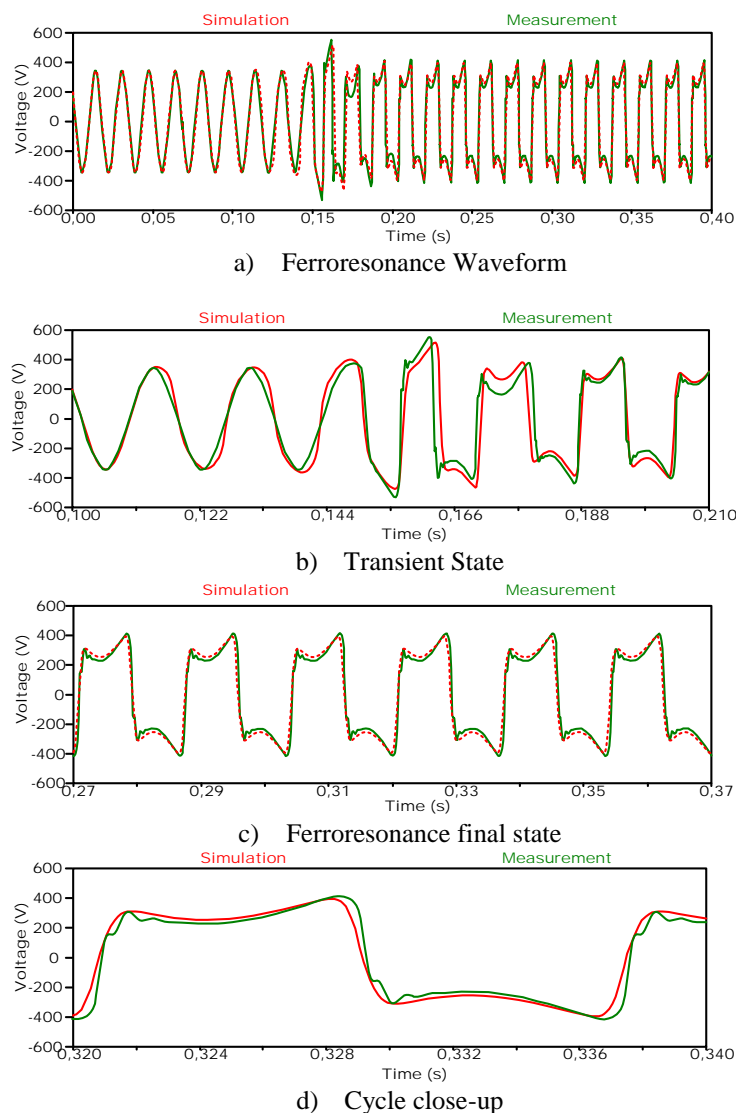 Simulation Measurement
600
400
200
0
-200
-400
-600
Voltage (V)
0,00 0,05 0,10 0,15 0,20 0,25 0,30 0,35 0,40
Time (s)
a) Ferroresonance Waveform
Simulation Measurement
600
400
200
0
-200
-400
-600
Voltage (V)
0,100 0,122 0,144 0,166 0,188 0,210
Time (s)
b) Transient State
Simulation Measurement
600
400
200
0
-200
-400
-600
Voltage (V)
0,27 0,29 0,31 0,33 0,35 0,37
Time (s)
c) Ferroresonance final state
Simulation Measurement
600
400
200
0
-200
-400
-600
Voltage (V)
0,320 0,324 0,328 0,332 0,336 0,340
Time (s)
d) Cycle close-up